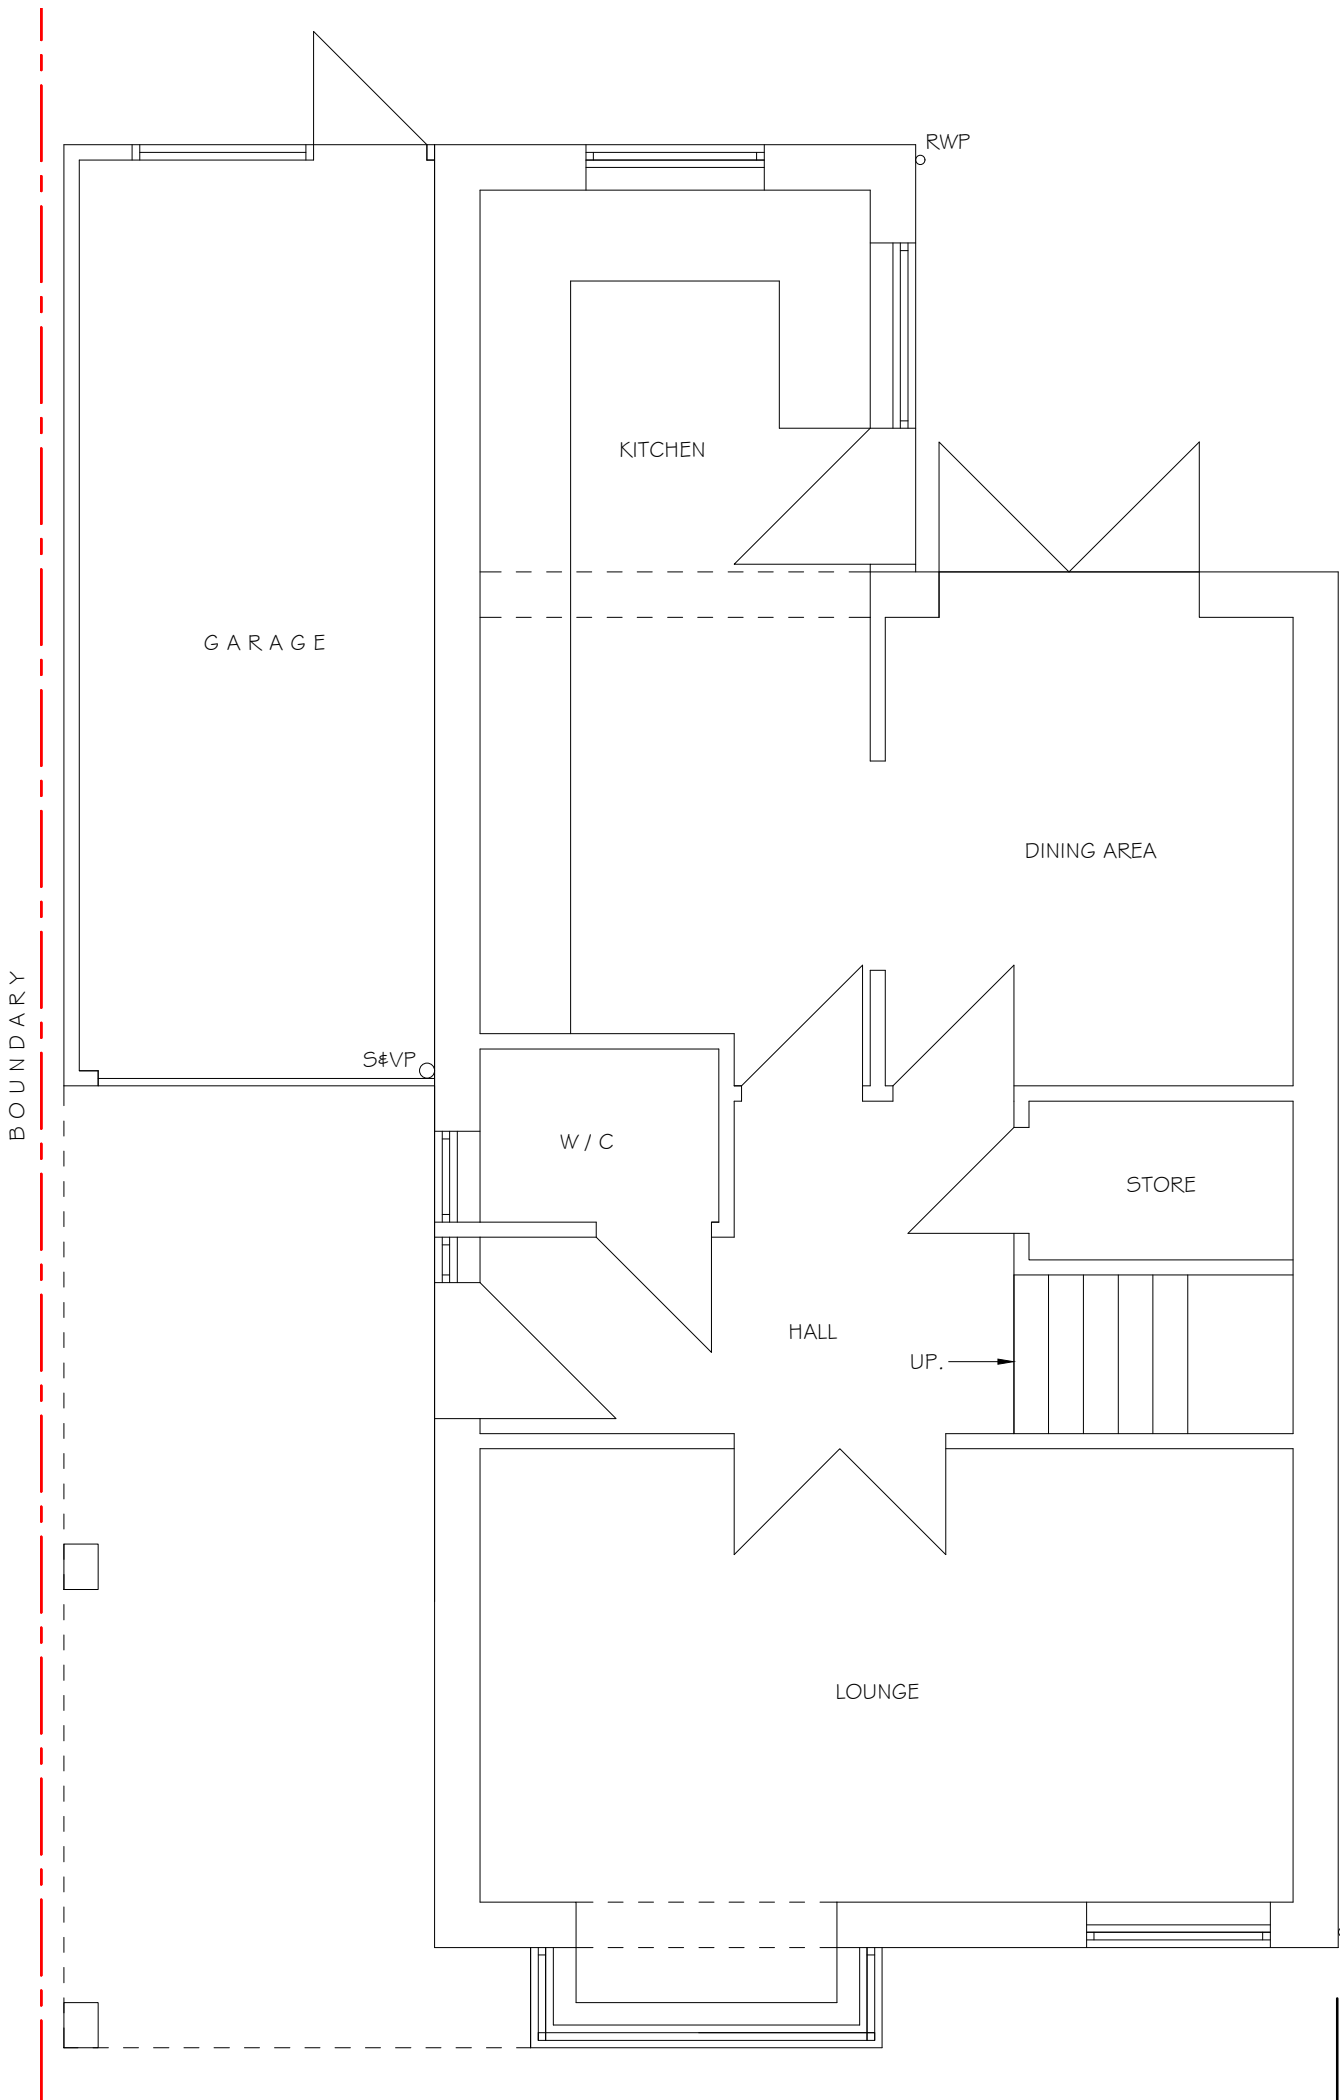 RWP
KITCHEN
GARAGE
DINING AREA
BOUNDARY
S&VP
W/C
STORE
HALL
UP.
LOUNGE